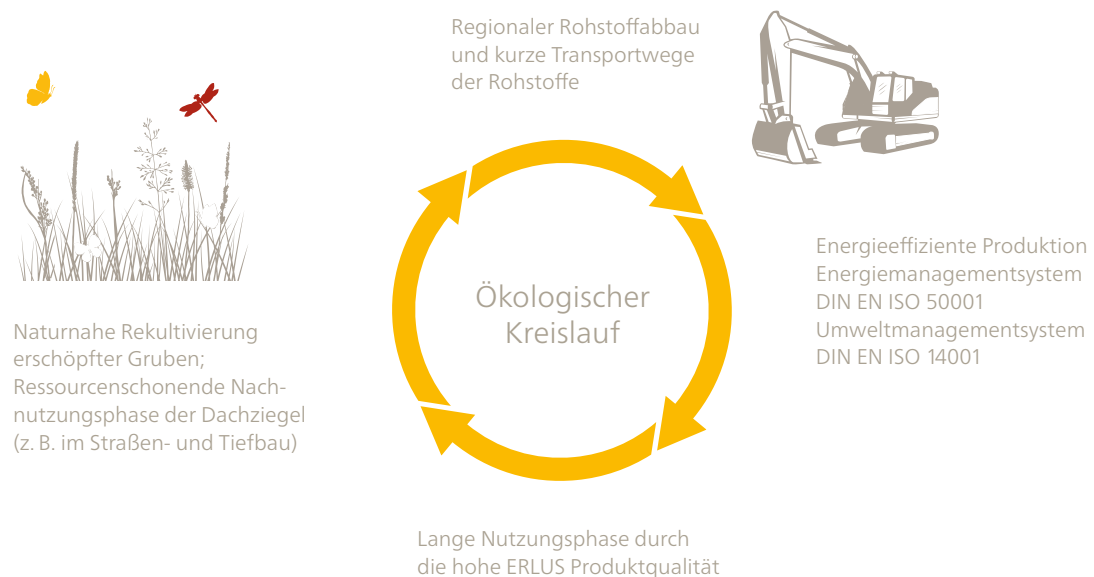 Regionaler Rohstoffabbau
und kurze Transportwege
der Rohstoffe
Energieeffiziente Produktion
Energiemanagementsystem
DIN EN ISO 50001
Umweltmanagementsystem
DIN EN ISO 14001
Ökologischer
Kreislauf
Lange Nutzungsphase durch
die hohe ERLUS Produktqualität
Naturnahe Rekultivierung
erschöpfter Gruben;
Ressourcenschonende Nach-
nutzungsphase der Dachziegel
(z. B. im Straßen- und Tiefbau)